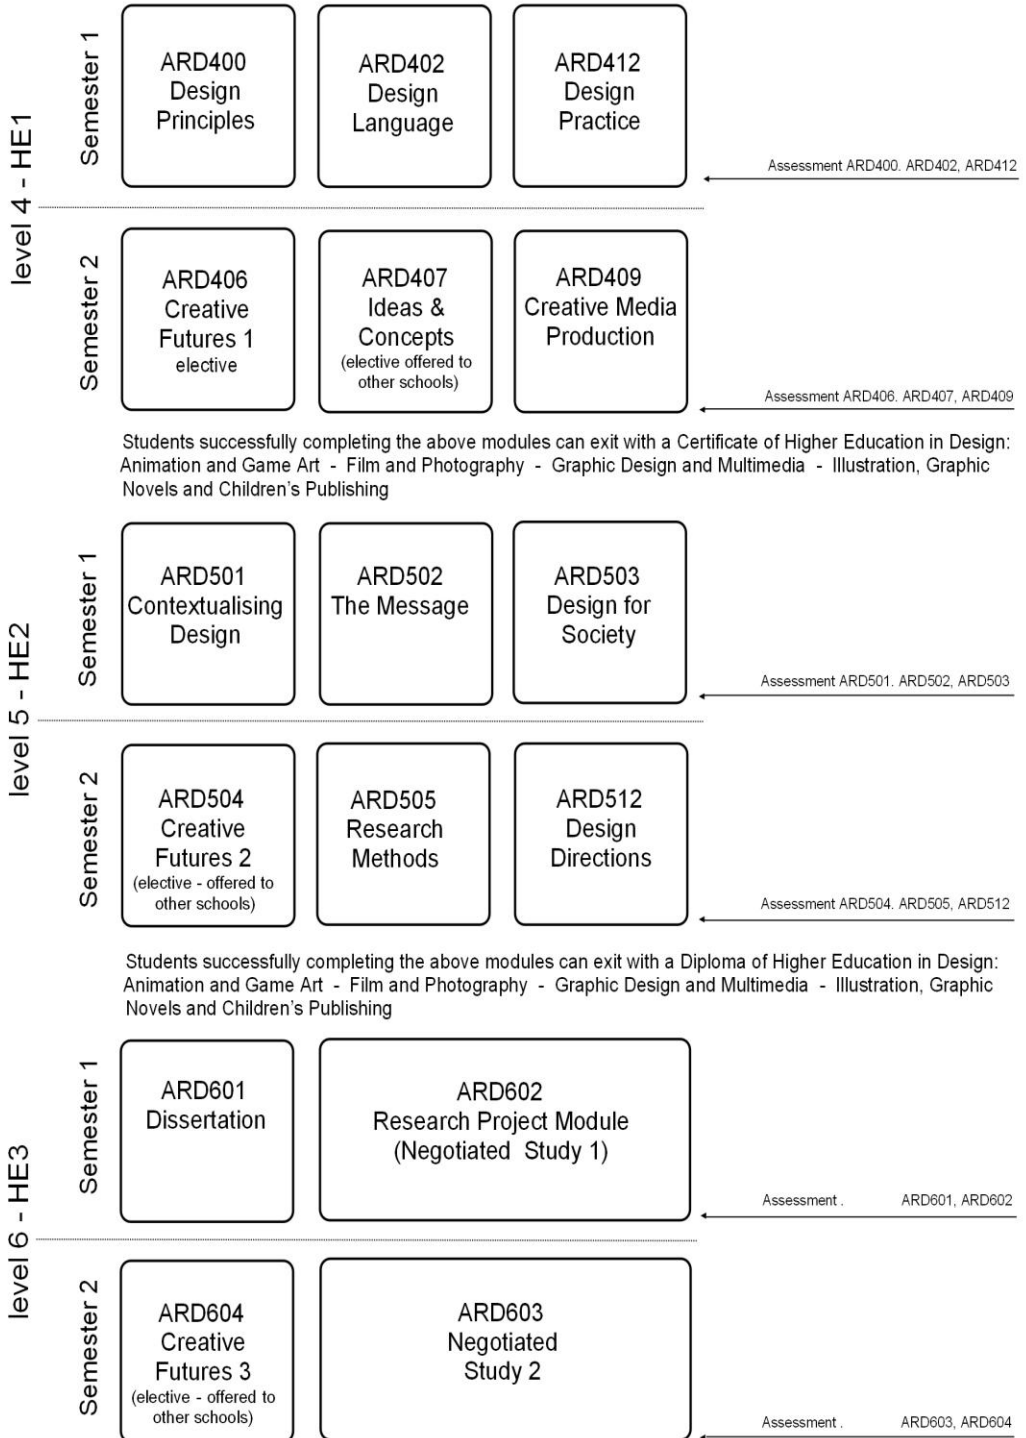 level 4 - HE1
Semester 1
ARD400
Design
Principles
ARD402
Design
Language
ARD412
Design
Practice
Assessment ARD400. ARD402, ARD412
Semester 2
ARD406
Creative
Futures 1
elective
ARD407
Ideas &
Concepts
(elective offered to
other schools)
ARD409
Creative Media
Production
Assessment ARD406. ARD407, ARD409
Students successfully completing the above modules can exit with a Certificate of Higher Education in Design:
Animation and Game Art - Film and Photography - Graphic Design and Multimedia - Illustration, Graphic
Novels and Children's Publishing
level 5 - HE2
Semester 1
ARD501
Contextualising
Design
ARD502
The Message
ARD503
Design for
Society
Assessment ARD501. ARD502, ARD503
Semester 2
ARD504
Creative
Futures 2
(elective - offered to
other schools)
ARD505
Research
Methods
ARD512
Design
Directions
Assessment ARD504. ARD505, ARD512
Students successfully completing the above modules can exit with a Diploma of Higher Education in Design:
Animation and Game Art - Film and Photography - Graphic Design and Multimedia - Illustration, Graphic
Novels and Children's Publishing
level 6 - HE3
Semester 1
ARD601
Dissertation
ARD602
Research Project Module
(Negotiated Study 1)
Assessment . ARD601, ARD602
Semester 2
ARD604
Creative
Futures 3
(elective - offered to
other schools)
ARD603
Negotiated
Study 2
Assessment . ARD603, ARD604